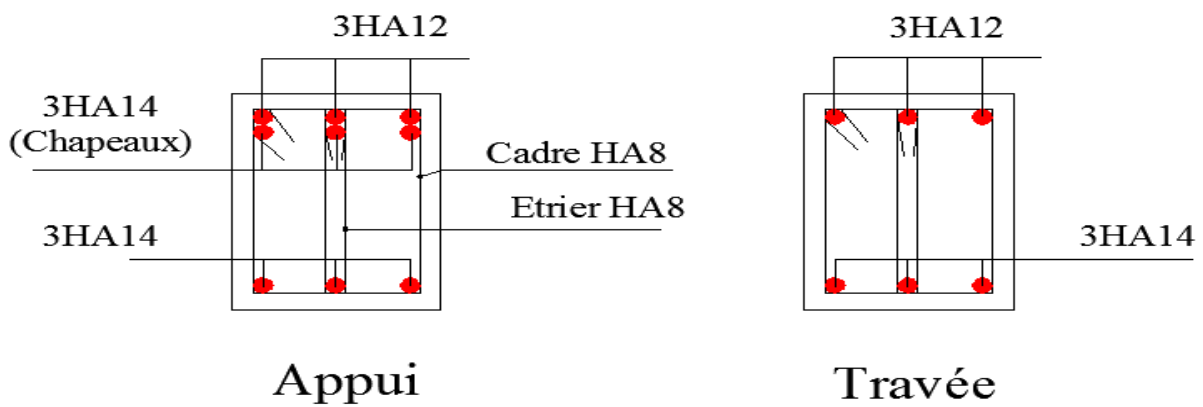 3HA12
3HA14
(Chapeaux)
Cadre HA8
Etrier HA8
3HA14
Appui
3HA12
3HA14
Travée